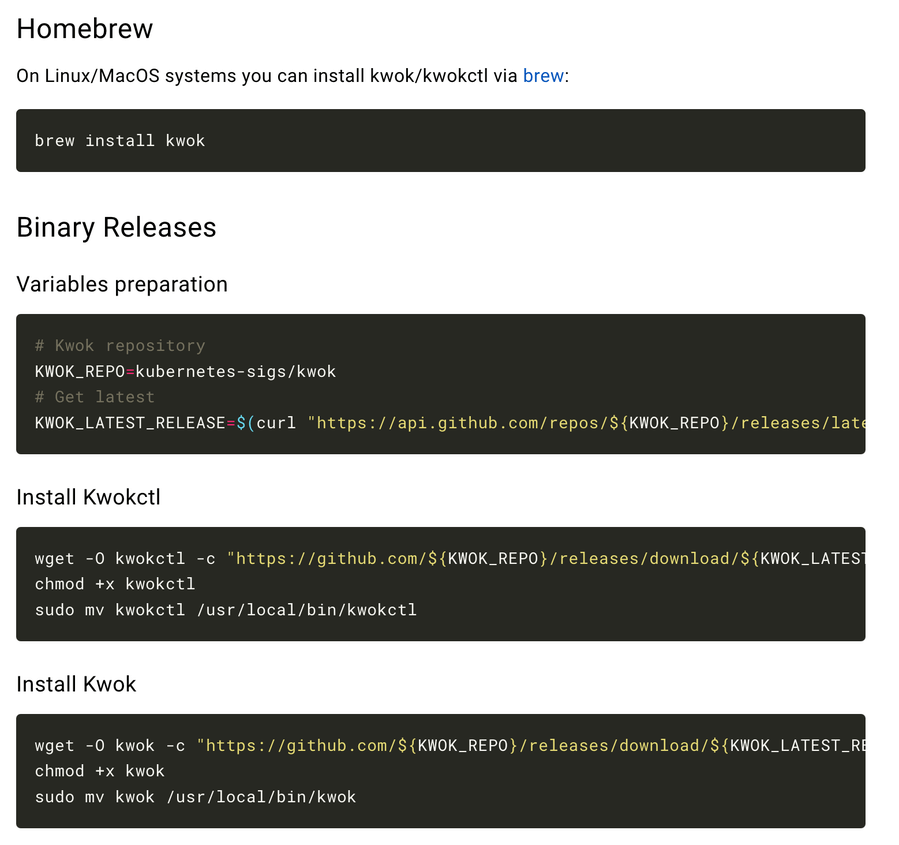 Homebrew
On Linux/MacOS systems you can install kwok/kwokctl via brew:
brew install kwok
Binary Releases
Variables preparation
# Kwok repository
KWOK_REPO=kubernetes-sigs/kwok
# Get latest
KWOK_LATEST_RELEASE=$(curl "https://api.github.com/repos/${KWOK_REPO}/releases/late
Install Kwokctl
wget -O kwokctl -c "https://github.com/${KWOK_REPO}/releases/download/${KWOK_LATEST
chmod +x kwokctl
sudo mv kwokctl /usr/local/bin/kwokctl
Install Kwok
wget -O kwok -c "https://github.com/${KWOK_REPO}/releases/download/${KWOK_LATEST_RE
chmod +x kwok
sudo mv kwok /usr/local/bin/kwok